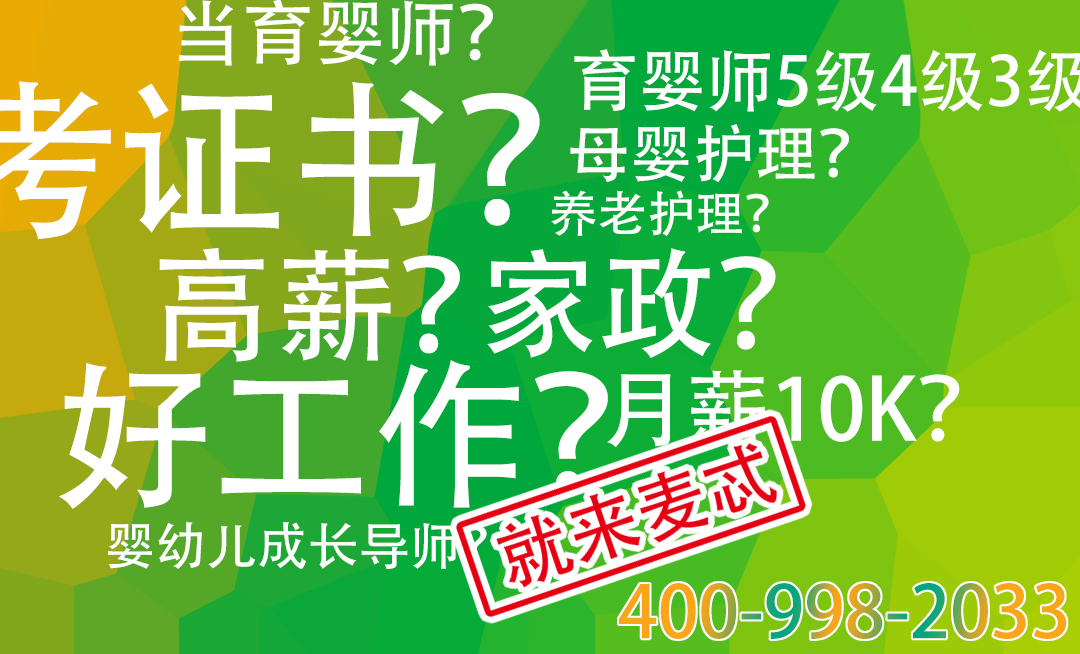 当育婴师?
育婴师5级4级3级
考证书?
母婴护理?
养老护理?
高薪?家政?
好工作?
月薪10K?
就来麦忒
婴幼儿成长导师?
400-998-2033